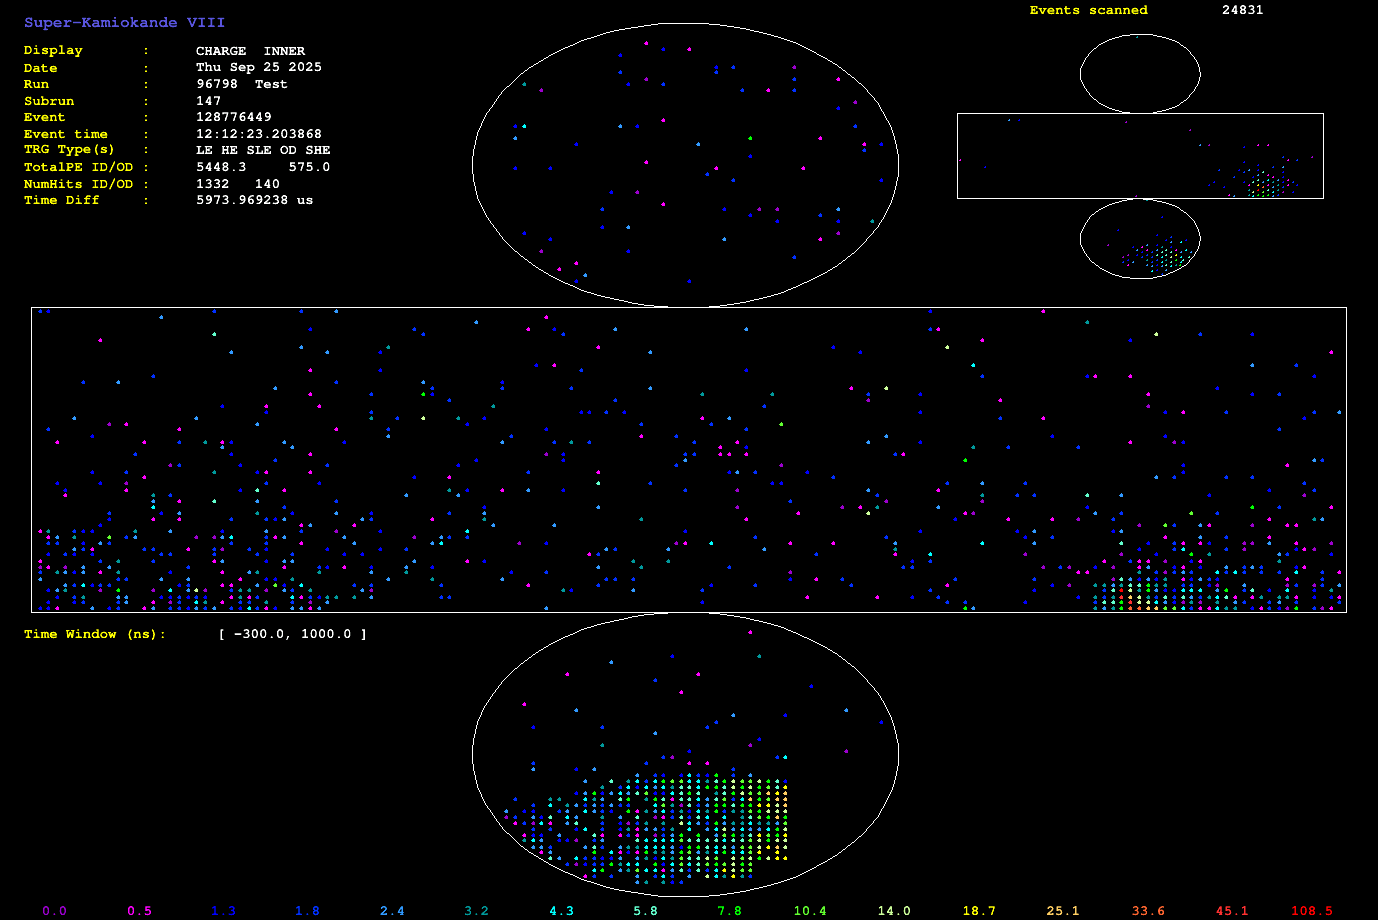 Super-Kamiokande VIII
Events scanned 24831
Display : CHARGE INNER
Date : Thu Sep 25 2025
Run : 96798 Test
Subrun : 147
Event : 128776449
Event time : 12:12:23.203868
TRG Type(s) : LE HE SLE OD SHE
TotalPE ID/OD : 5448.3 575.0
NumHits ID/OD : 1332 140
Time Diff : 5973.969238 us
Time Window (ns): [ -300.0, 1000.0 ]
0.0 0.5 1.3 1.8 2.4 3.2 4.3 5.8 7.8 10.4 14.0 18.7 25.1 33.6 45.1 108.5